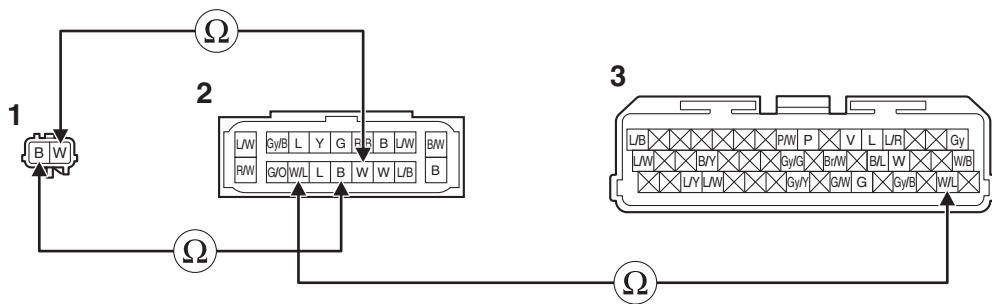 Ω
1
B W
2
L/W Gy/B L Y G R/B B L/W B/W
R/W G/O W/L L B W W L/B B
3
L/B P/W P V L L/R Gy
L/W B/Y Gy/G Br/W B/L W W/B
L/Y L/W Gy/Y G/W G Gy/B W/L
Ω
Ω